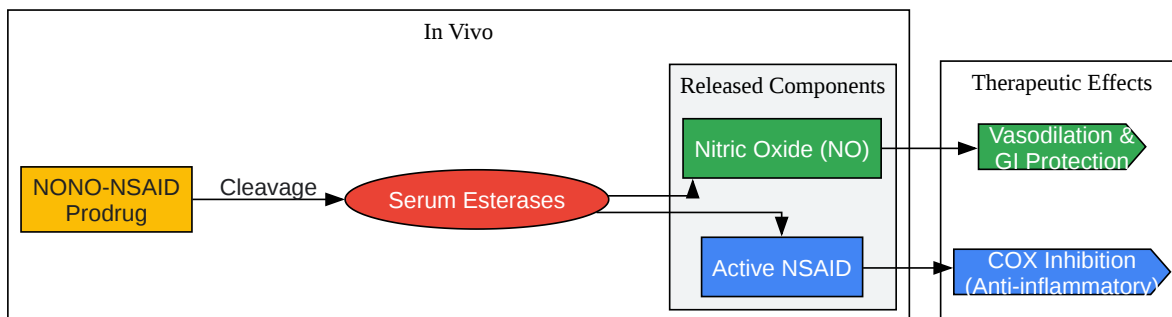 In Vivo
Released Components
Therapeutic Effects
Nitric Oxide (NO)
Vasodilation &
GI Protection
NONO-NSAID
Prodrug
Cleavage
Serum Esterases
Active NSAID
COX Inhibition
(Anti-inflammatory)